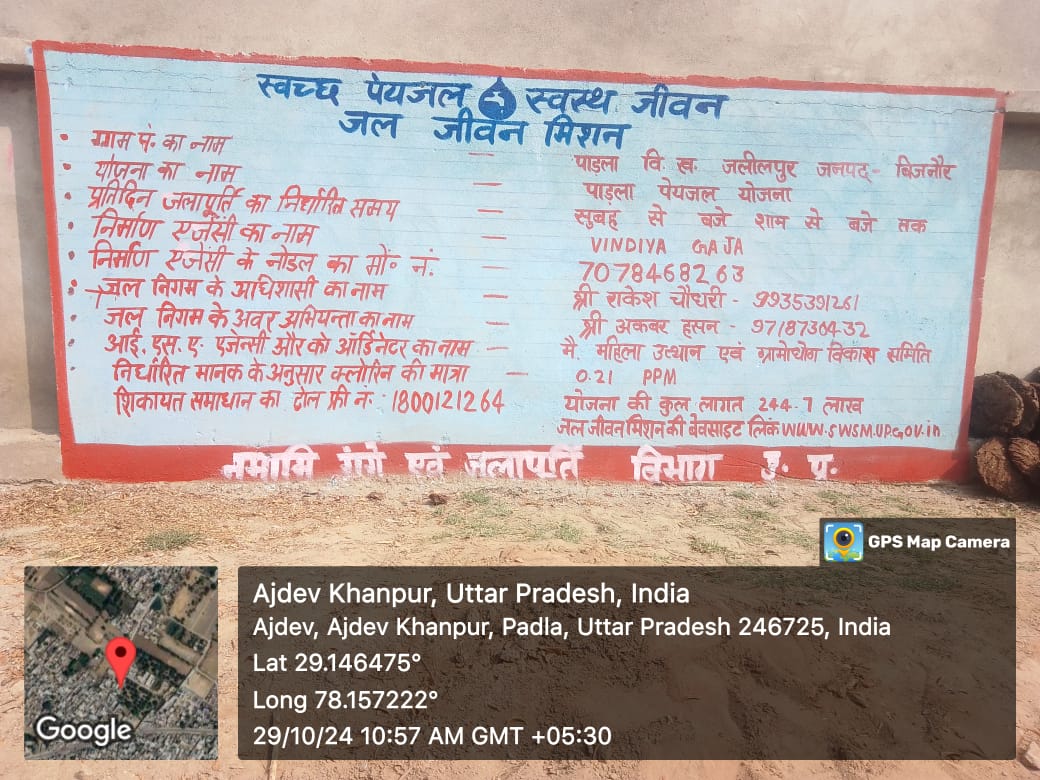 स्वच्छ पेयजल स्वस्थ जीवन
जल जीवन मिशन
• ग्राम पं. का नाम — पाड़ला वि. ख. जलीलपुर जनपद- बिजनौर
• योजना का नाम — पाड़ला पेयजल योजना
• प्रतिदिन जलापूर्ति का निर्धारित समय — सुबह से बजे शाम से बजे तक
• निर्माण एजेंसी का नाम — VINDIYA GAJA
• निर्माण एजेंसी के नोडल का मों० नं. — 7078468263
• जल निगम के अधिशासी का नाम — श्री राकेश चौधरी - 9935391261
• जल निगम के अवर अभियन्ता का नाम — श्री अकबर हसन - 9718730432
• आई. एस. ए. एजेन्सी और को ऑर्डिनेटर का नाम — मै. महिला उत्थान एवं ग्रामोद्योग विकास समिति
• निर्धारित मानक के अनुसार क्लोरिन की मात्रा — 0.21 PPM
शिकायत समाधान का टोल फ्री नं. : 1800121264 योजना की कुल लागत 244.7 लाख
जल जीवन मिशन की बेवसाइट लिंक WWW.SWSM.UP.GOV.in
नमामि गंगे एवं जलापूर्ति विभाग उ. प्र.
GPS Map Camera
Ajdev Khanpur, Uttar Pradesh, India
Ajdev, Ajdev Khanpur, Padla, Uttar Pradesh 246725, India
Lat 29.146475°
Long 78.157222°
29/10/24 10:57 AM GMT +05:30
Google